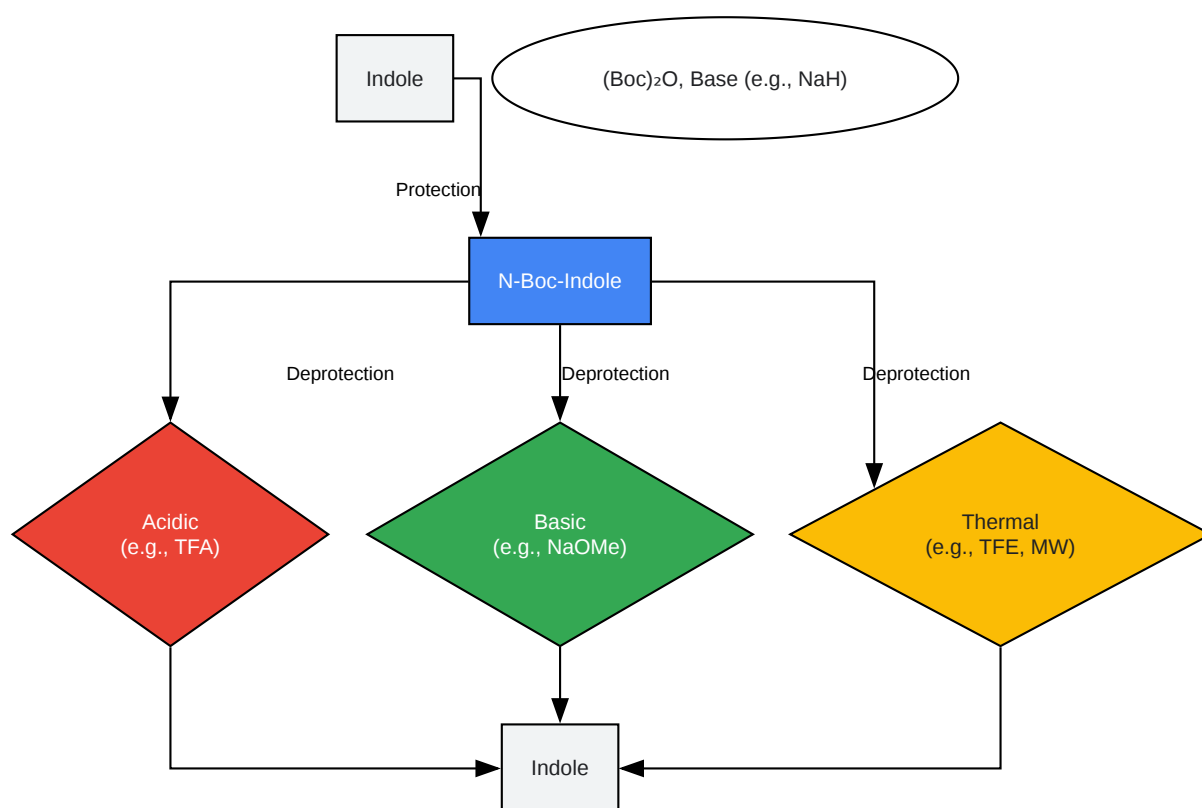 Indole
(Boc)₂O, Base (e.g., NaH)
Protection
N-Boc-Indole
Deprotection
Deprotection
Deprotection
Acidic
(e.g., TFA)
Basic
(e.g., NaOMe)
Thermal
(e.g., TFE, MW)
Indole